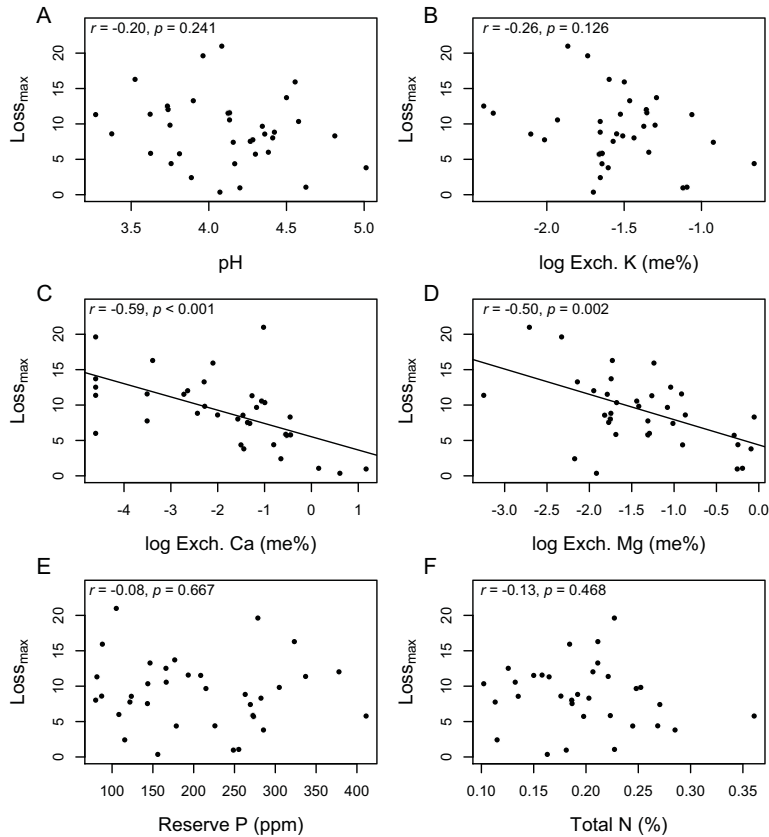 A
r = -0.20, p = 0.241
Loss_max
0 5 10 15 20
3.5 4.0 4.5 5.0
pH
B
r = -0.26, p = 0.126
Loss_max
0 5 10 15 20
-2.0 -1.5 -1.0
log Exch. K (me%)
C
r = -0.59, p < 0.001
Loss_max
0 5 10 15 20
-4 -3 -2 -1 0 1
log Exch. Ca (me%)
D
r = -0.50, p = 0.002
Loss_max
0 5 10 15 20
-3.0 -2.5 -2.0 -1.5 -1.0 -0.5 0.0
log Exch. Mg (me%)
E
r = -0.08, p = 0.667
Loss_max
0 5 10 15 20
100 150 200 250 300 350 400
Reserve P (ppm)
F
r = -0.13, p = 0.468
Loss_max
0 5 10 15 20
0.10 0.15 0.20 0.25 0.30 0.35
Total N (%)